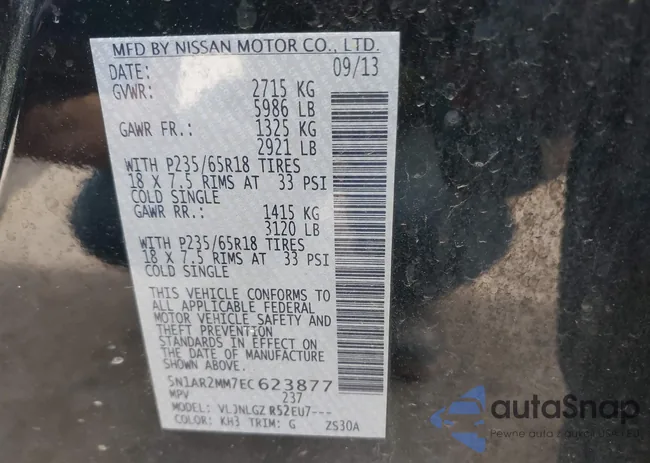 MFD BY NISSAN MOTOR CO., LTD.
DATE: 09/13
GVWR: 2715 KG
5986 LB
GAWR FR.: 1325 KG
2921 LB
WITH P235/65R18 TIRES
18 X 7.5 RIMS AT 33 PSI
COLD SINGLE
GAWR RR.: 1415 KG
3120 LB
WITH P235/65R18 TIRES
18 X 7.5 RIMS AT 33 PSI
COLD SINGLE
THIS VEHICLE CONFORMS TO
ALL APPLICABLE FEDERAL
MOTOR VEHICLE SAFETY AND
THEFT PREVENTION
STANDARDS IN EFFECT ON
THE DATE OF MANUFACTURE
SHOWN ABOVE.
5N1AR2MM7EC623877
MPV 237
MODEL: VLJNLGZ R52EU7---
COLOR: KH3 TRIM: G ZS30A
autoSnap
Pewne auto z